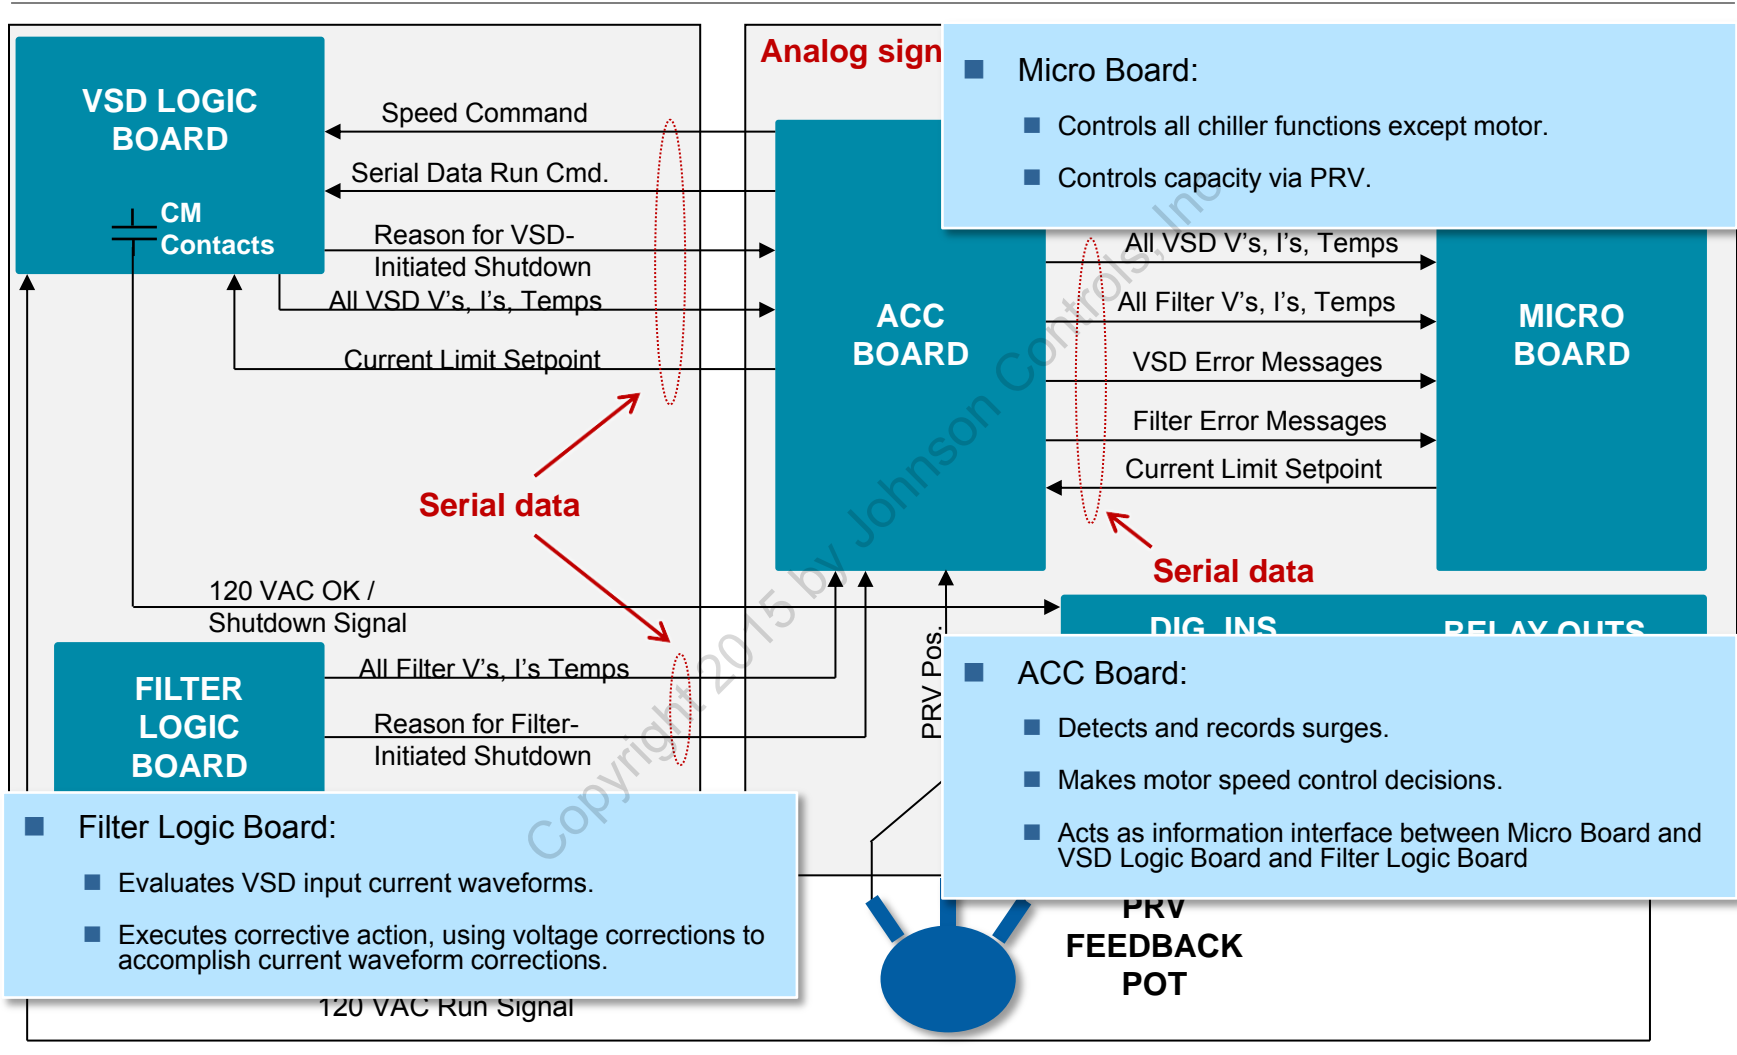 Analog sign
VSD LOGIC
BOARD
CM
Contacts
Speed Command
Serial Data Run Cmd.
Reason for VSD-
Initiated Shutdown
All VSD V's, I's, Temps
Current Limit Setpoint
Serial data
120 VAC OK /
Shutdown Signal
FILTER
LOGIC
BOARD
All Filter V's, I's Temps
Reason for Filter-
Initiated Shutdown
ACC
BOARD
Micro Board:
Controls all chiller functions except motor.
Controls capacity via PRV.
All VSD V's, I's, Temps
All Filter V's, I's, Temps
VSD Error Messages
Filter Error Messages
Current Limit Setpoint
Serial data
MICRO
BOARD
DIG. INS
RELAY OUTS
PRV Pos.
ACC Board:
Detects and records surges.
Makes motor speed control decisions.
Acts as information interface between Micro Board and
VSD Logic Board and Filter Logic Board
Filter Logic Board:
Evaluates VSD input current waveforms.
Executes corrective action, using voltage corrections to
accomplish current waveform corrections.
PRV
FEEDBACK
POT
120 VAC Run Signal
Copyright 2015 by Johnson Controls, Inc